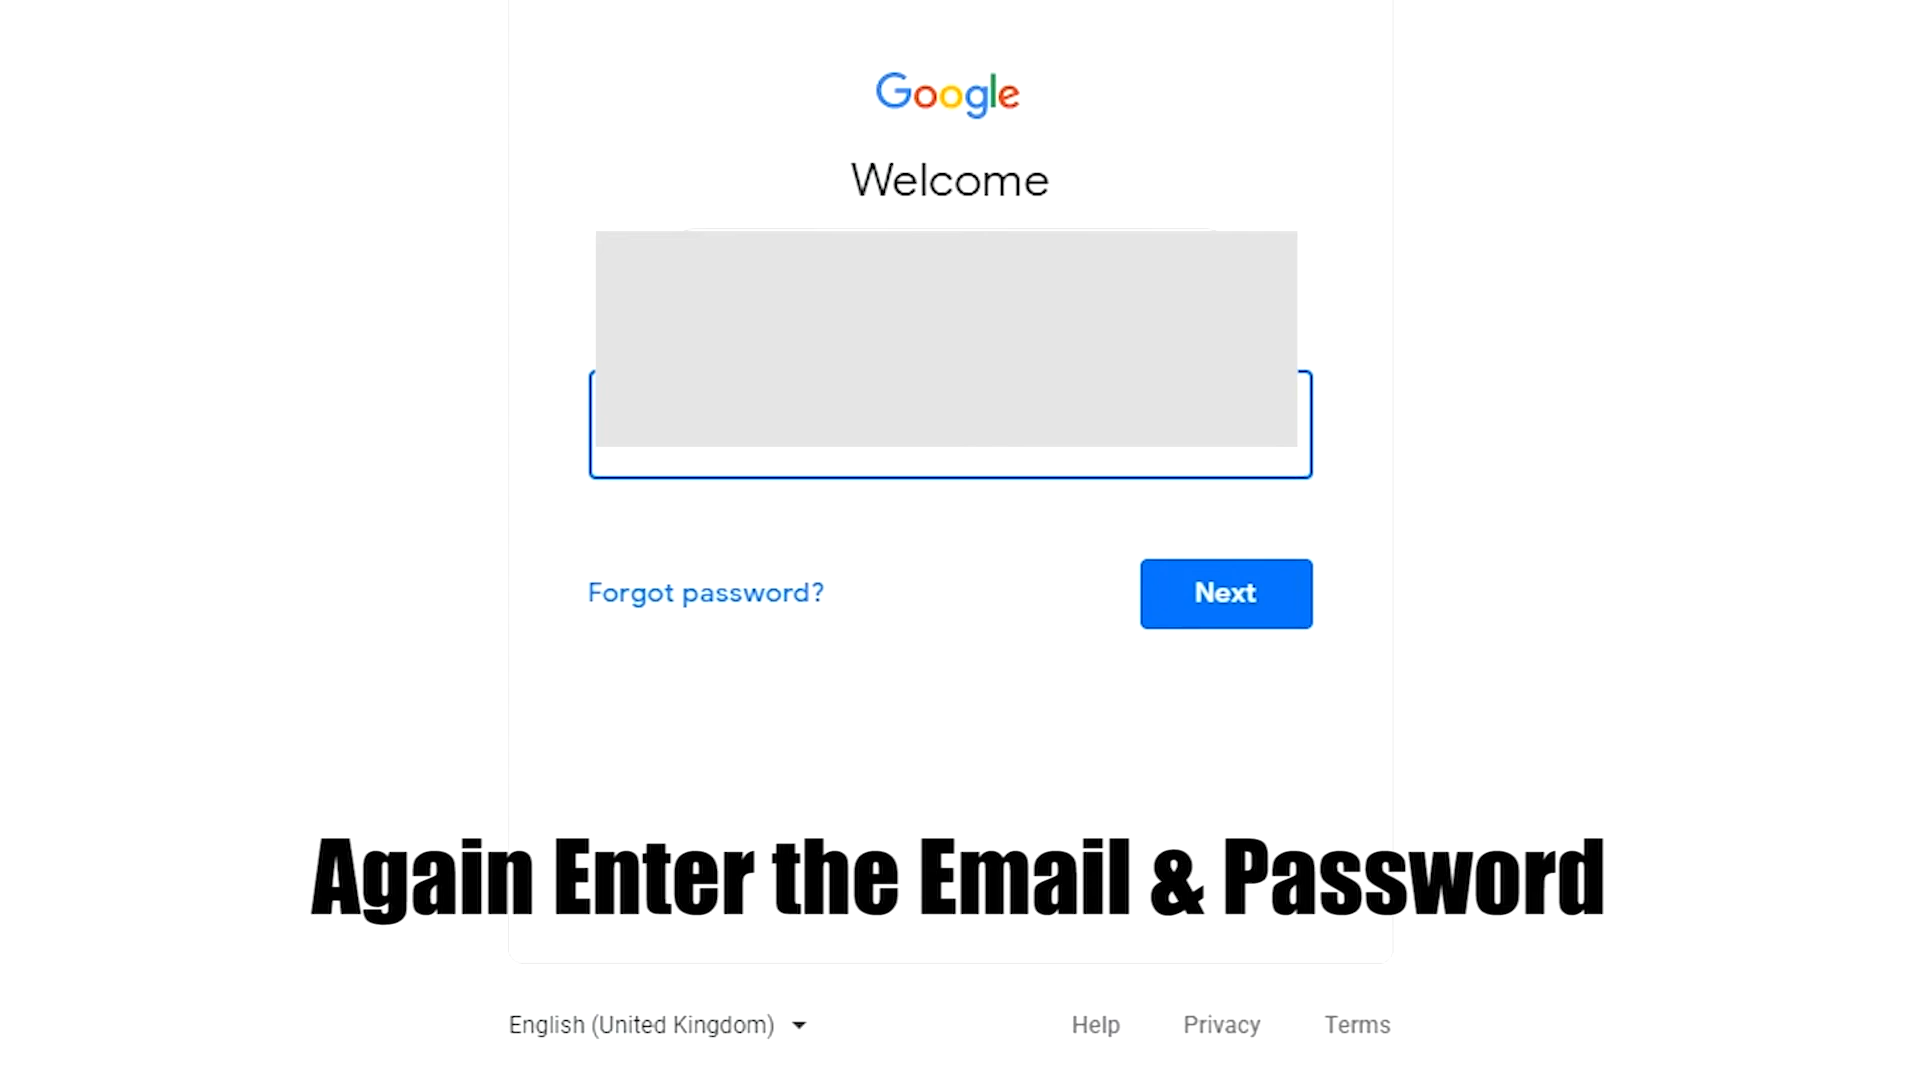 Google
Welcome
Forgot password?
Next
Again Enter the Email & Password
English (United Kingdom)
Help
Privacy
Terms